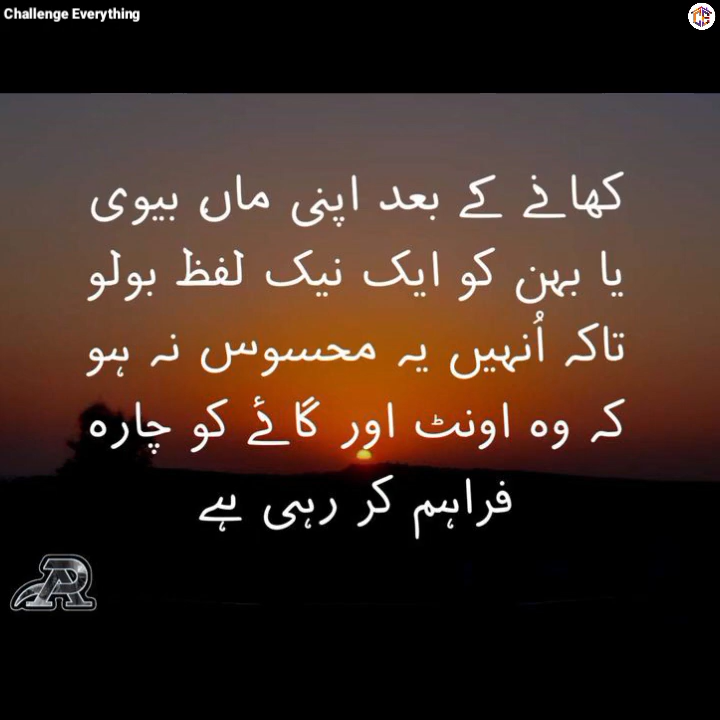 Challenge Everything
کھانے کے بعد اپنی ماں بیوی
یا بہن کو ایک نیک لفظ بولو
تاکہ اُنہیں یہ محسوس نہ ہو
کہ وہ اونٹ اور گائے کو چارہ
فراہم کر رہی ہے